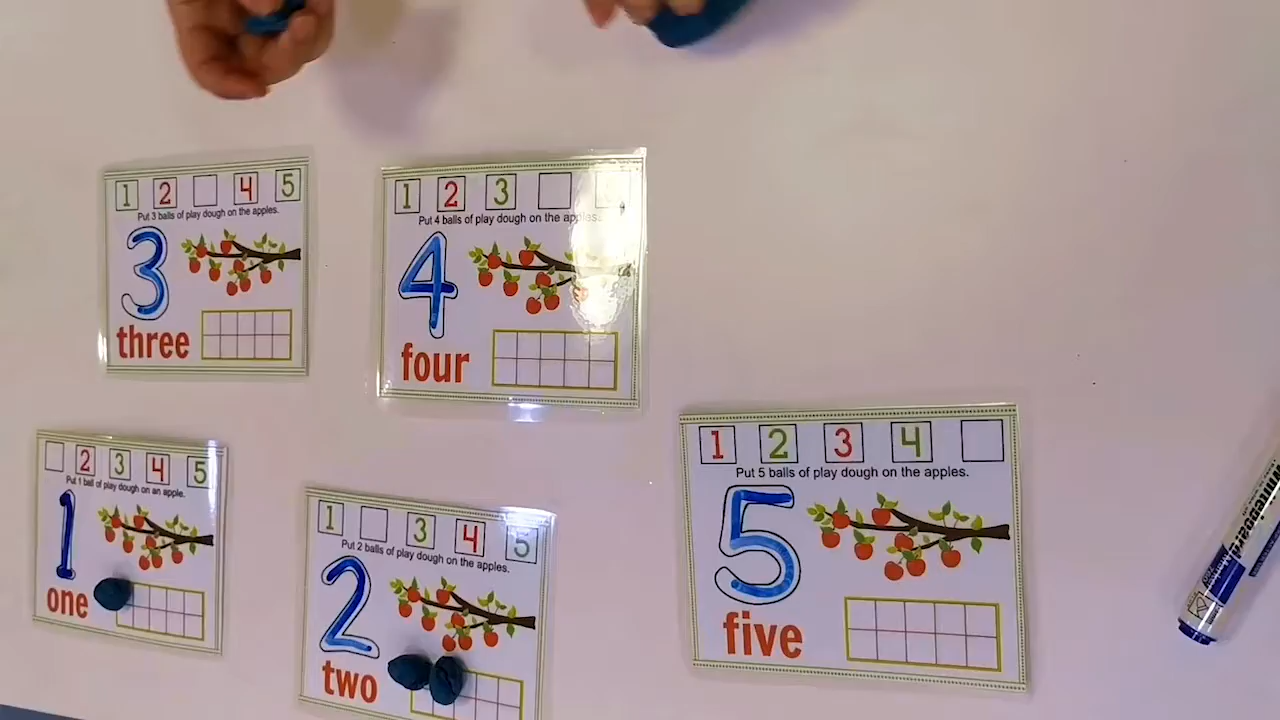 1 2 4 5
Put 3 balls of play dough on the apples.
3
three
1 2 3
Put 4 balls of play dough on the apples.
4
four
2 3 4 5
Put 1 ball of play dough on an apple.
1
one
1 3 4 5
Put 2 balls of play dough on the apples.
2
two
1 2 3 4
Put 5 balls of play dough on the apples.
5
five
Whiteboard
Marker